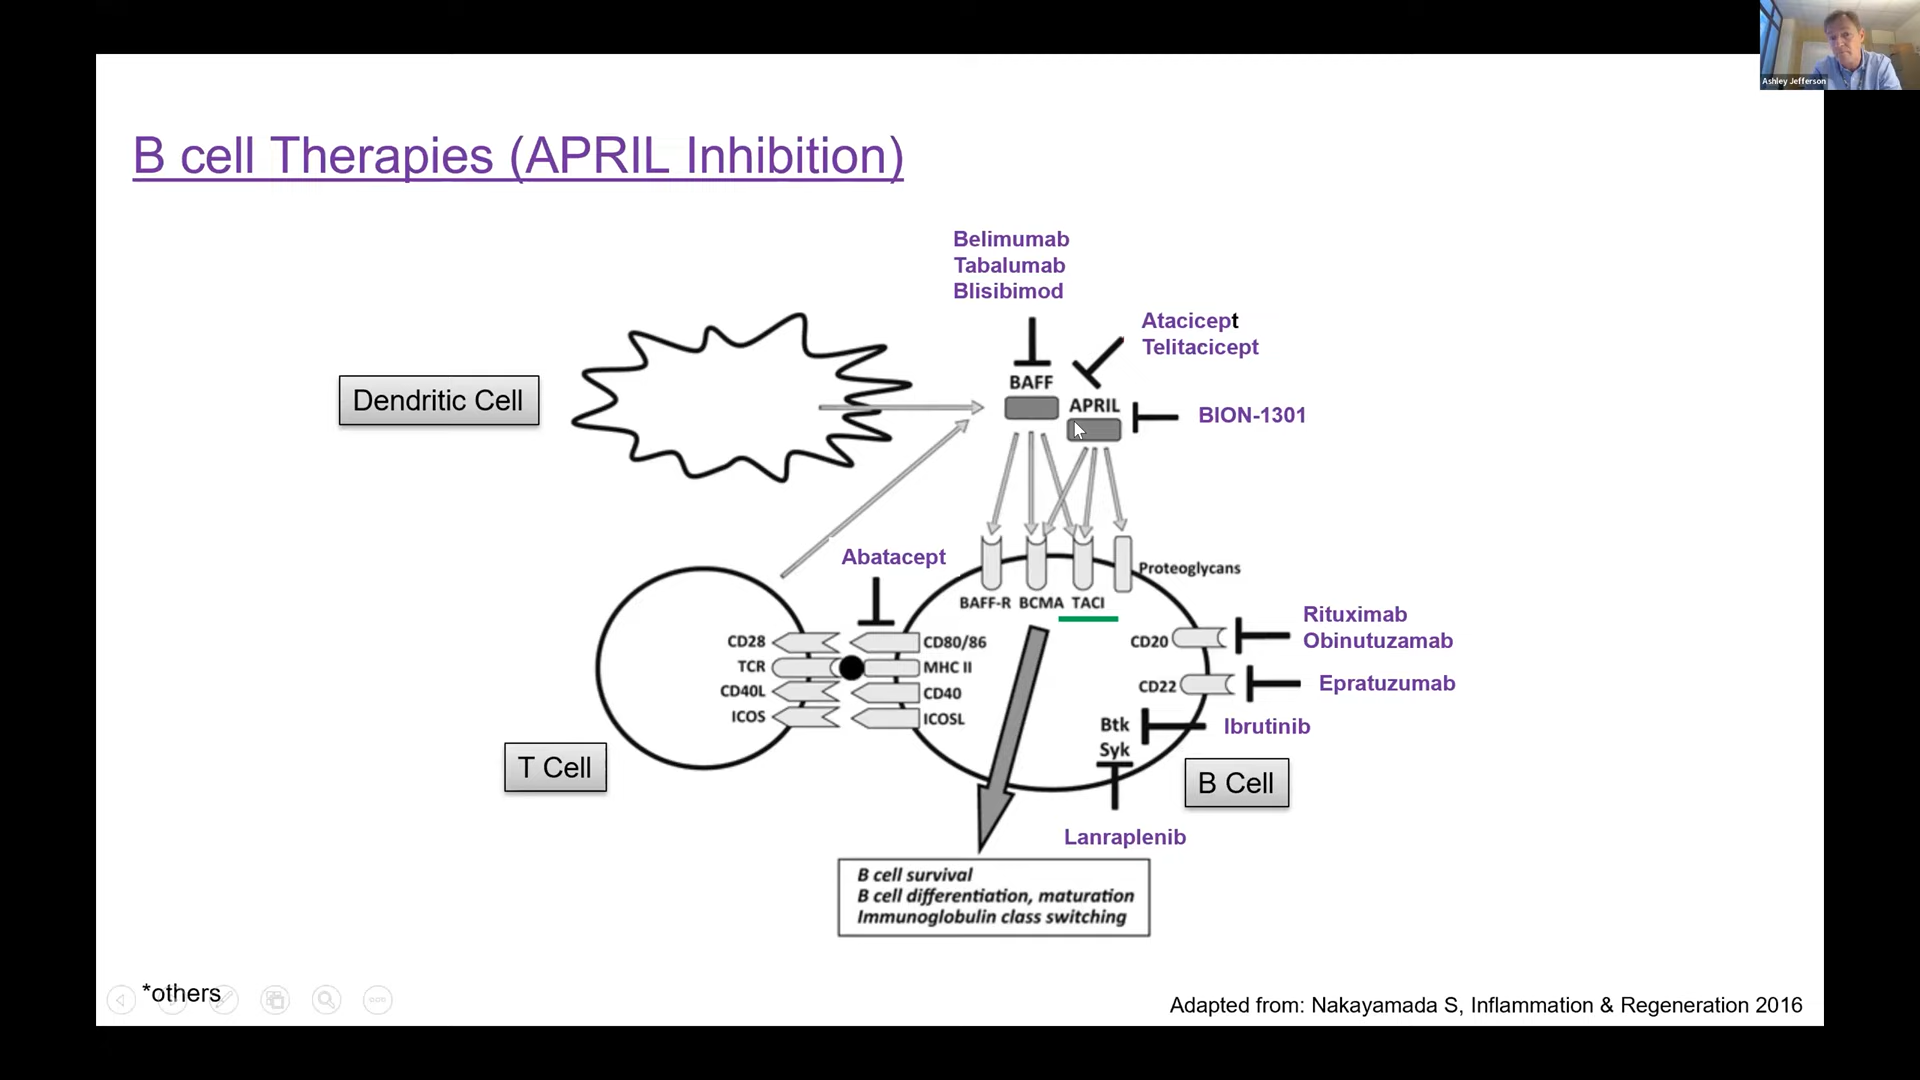 Ashley Jefferson
B cell Therapies (APRIL Inhibition)
Belimumab
Tabalumab
Blisibimod
Atacicept
Telitacicept
Dendritic Cell
BAFF
APRIL
BION-1301
Abatacept
Proteoglycans
BAFF-R BCMA TACI
Rituximab
Obinutuzamab
CD28
CD80/86
CD20
TCR
MHC II
CD40L
CD40
CD22
Epratuzumab
ICOS
ICOSL
Btk
Ibrutinib
Syk
T Cell
B Cell
Lanraplenib
B cell survival
B cell differentiation, maturation
Immunoglobulin class switching
*others
Adapted from: Nakayamada S, Inflammation & Regeneration 2016